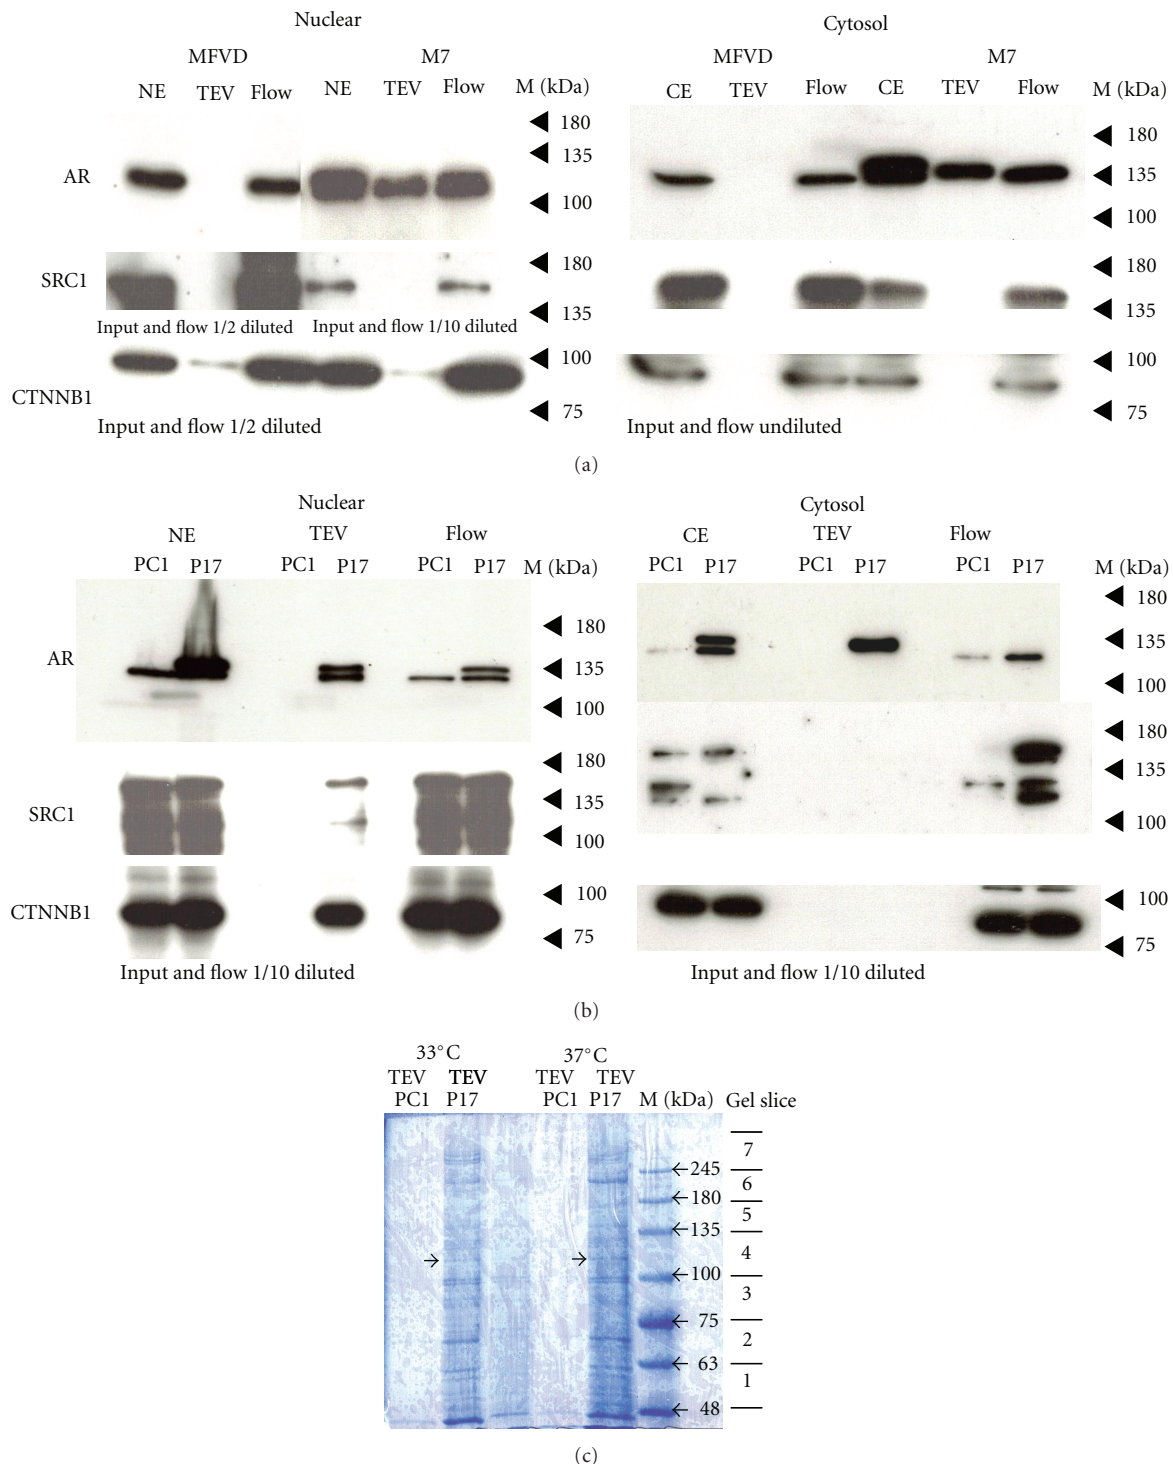 Nuclear Cytosol
MFVD M7 MFVD M7
NE TEV Flow NE TEV Flow M (kDa) CE TEV Flow CE TEV Flow M (kDa)
AR
180
135
100
180
135
100
SRC1
180
135
180
135
Input and flow 1/2 diluted Input and flow 1/10 diluted
CTNNB1
100
75
100
75
Input and flow 1/2 diluted Input and flow undiluted
(a)
Nuclear Cytosol
NE TEV Flow CE TEV Flow
PC1 P17 PC1 P17 PC1 P17 M (kDa) PC1 P17 PC1 P17 PC1 P17 M (kDa)
AR
180
135
100
180
135
100
SRC1
180
135
100
180
135
100
CTNNB1
100
75
100
75
Input and flow 1/10 diluted Input and flow 1/10 diluted
(b)
33°C 37°C
TEV TEV TEV TEV
PC1 P17 PC1 P17 M (kDa) Gel slice
7
245
6
180
5
135
4
100
3
75
2
63
1
48
(c)